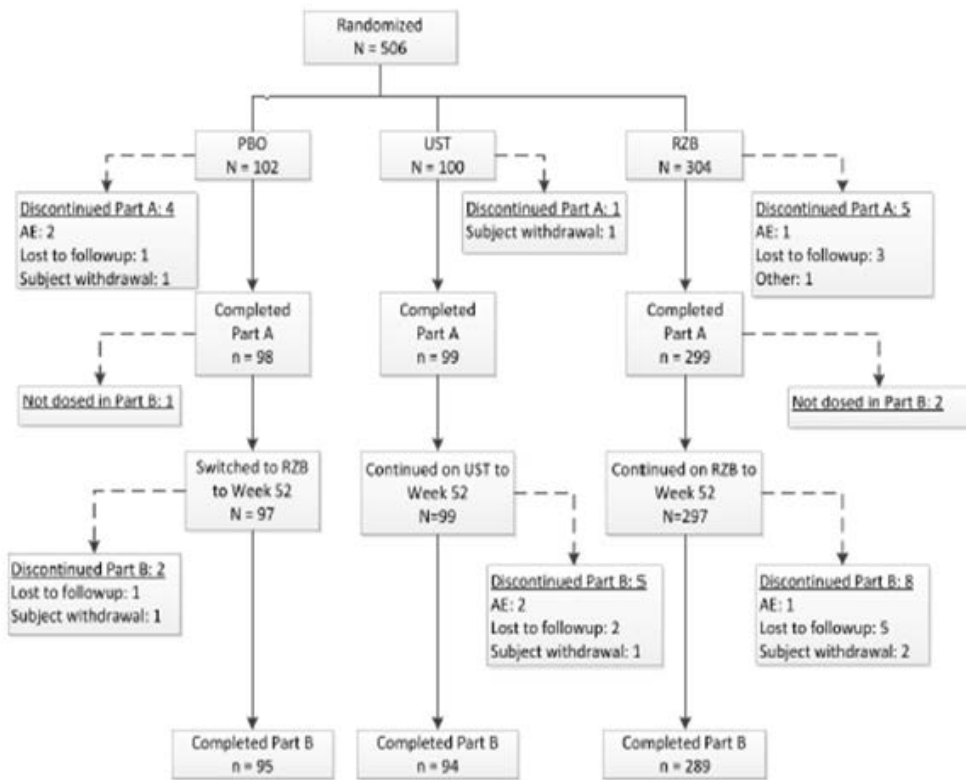 Randomized
N = 506
PBO
N = 102
UST
N = 100
RZB
N = 304
Discontinued Part A: 4
AE: 2
Lost to followup: 1
Subject withdrawal: 1
Discontinued Part A: 1
Subject withdrawal: 1
Discontinued Part A: 5
AE: 1
Lost to followup: 3
Other: 1
Completed
Part A
n = 98
Completed
Part A
n = 99
Completed
Part A
n = 299
Not dosed in Part B: 1
Not dosed in Part B: 2
Switched to RZB
to Week 52
N = 97
Continued on UST to
Week 52
N=99
Continued on RZB to
Week 52
N=297
Discontinued Part B: 2
Lost to followup: 1
Subject withdrawal: 1
Discontinued Part B: 5
AE: 2
Lost to followup: 2
Subject withdrawal: 1
Discontinued Part B: 8
AE: 1
Lost to followup: 5
Subject withdrawal: 2
Completed Part B
n = 95
Completed Part B
n = 94
Completed Part B
n = 289